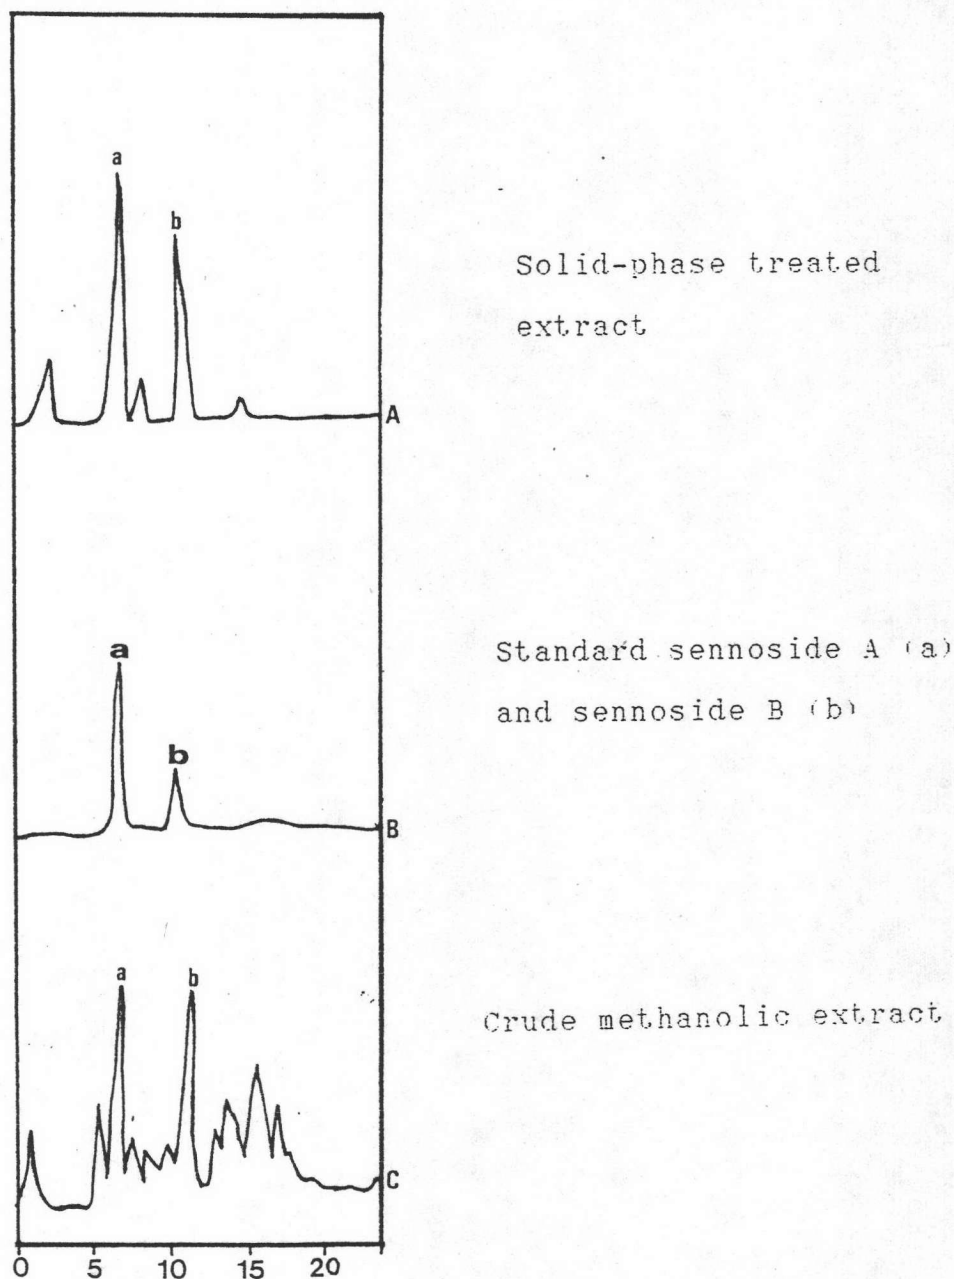 a
b
Solid-phase treated
extract
A
a
b
Standard sennoside A (a)
and sennoside B (b)
B
a
b
Crude methanolic extract
C
0 5 10 15 20